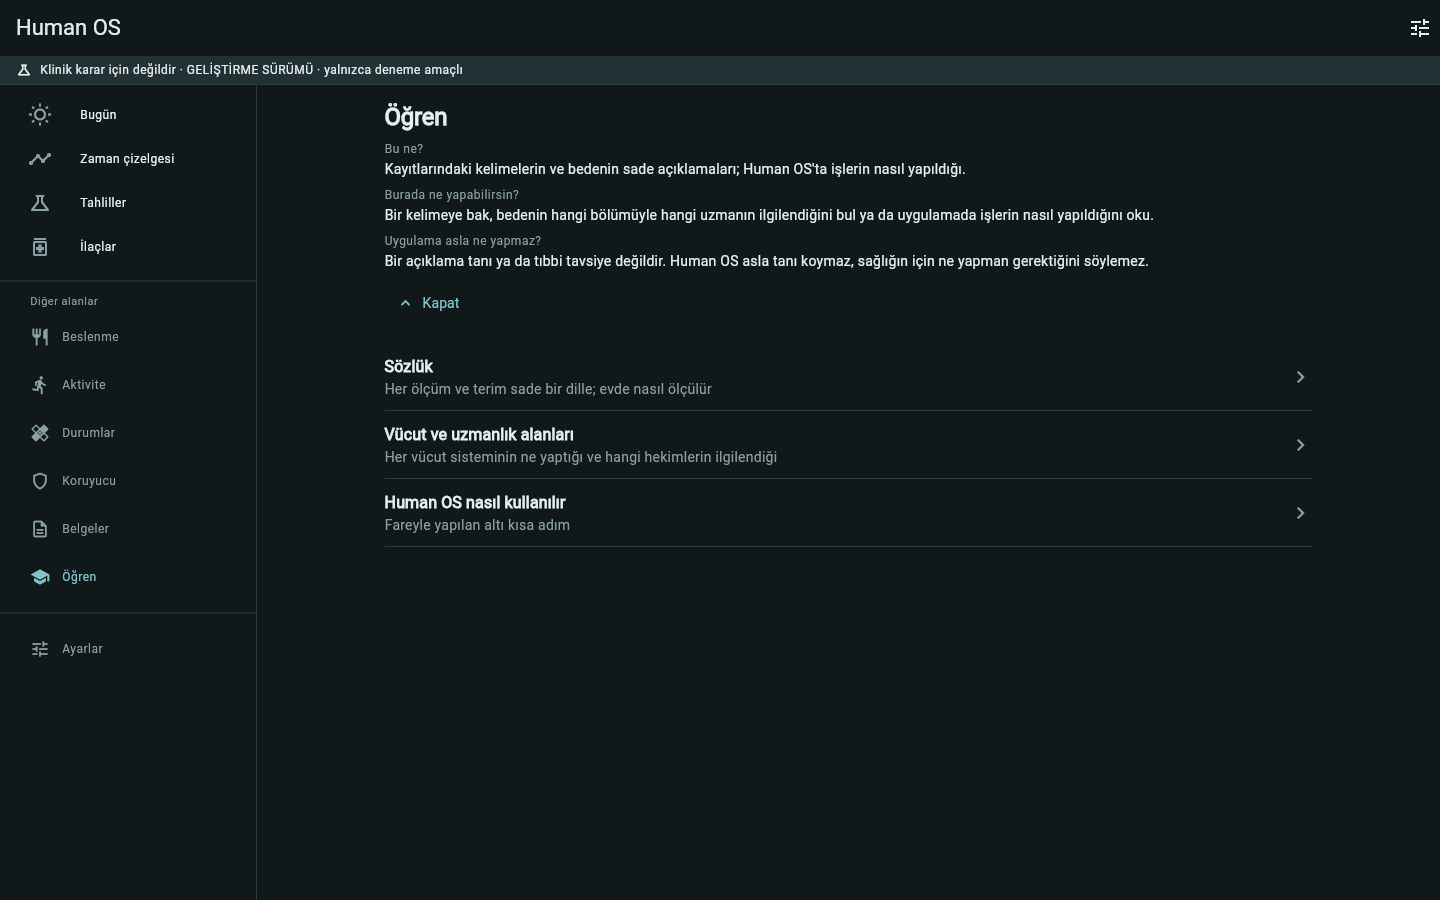 Human OS
Klinik karar için değildir · GELİŞTİRME SÜRÜMÜ · yalnızca deneme amaçlı
Bugün
Zaman çizelgesi
Tahliller
İlaçlar
Diğer alanlar
Beslenme
Aktivite
Durumlar
Koruyucu
Belgeler
Öğren
Ayarlar
Öğren
Bu ne?
Kayıtlarındaki kelimelerin ve bedenin sade açıklamaları; Human OS'ta işlerin nasıl yapıldığı.
Burada ne yapabilirsin?
Bir kelimeye bak, bedenin hangi bölümüyle hangi uzmanın ilgilendiğini bul ya da uygulamada işlerin nasıl yapıldığını oku.
Uygulama asla ne yapmaz?
Bir açıklama tanı ya da tıbbi tavsiye değildir. Human OS asla tanı koymaz, sağlığın için ne yapman gerektiğini söylemez.
Kapat
Sözlük
Her ölçüm ve terim sade bir dille; evde nasıl ölçülür
Vücut ve uzmanlık alanları
Her vücut sisteminin ne yaptığı ve hangi hekimlerin ilgilendiği
Human OS nasıl kullanılır
Fareyle yapılan altı kısa adım